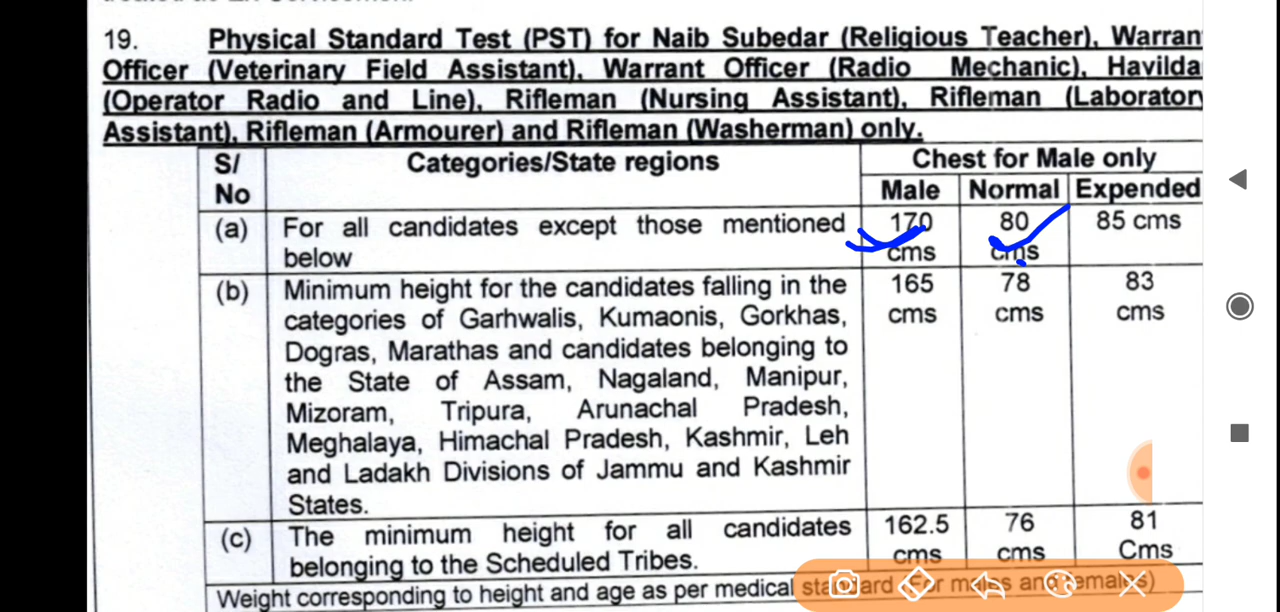 19. Physical Standard Test (PST) for Naib Subedar (Religious Teacher), Warran
Officer (Veterinary Field Assistant), Warrant Officer (Radio Mechanic), Havilda
(Operator Radio and Line), Rifleman (Nursing Assistant), Rifleman (Laborator
Assistant), Rifleman (Armourer) and Rifleman (Washerman) only.
S/ No
Categories/State regions
Chest for Male only
Male
Normal
Expended
(a)
For all candidates except those mentioned
below
170
cms
80
cms
85 cms
(b)
Minimum height for the candidates falling in the
categories of Garhwalis, Kumaonis, Gorkhas,
Dogras, Marathas and candidates belonging to
the State of Assam, Nagaland, Manipur,
Mizoram, Tripura, Arunachal Pradesh,
Meghalaya, Himachal Pradesh, Kashmir, Leh
and Ladakh Divisions of Jammu and Kashmir
States.
165
cms
78
cms
83
cms
(c)
The minimum height for all candidates
belonging to the Scheduled Tribes.
162.5
cms
76
cms
81
Cms
Weight corresponding to height and age as per medical standard (For males and females)